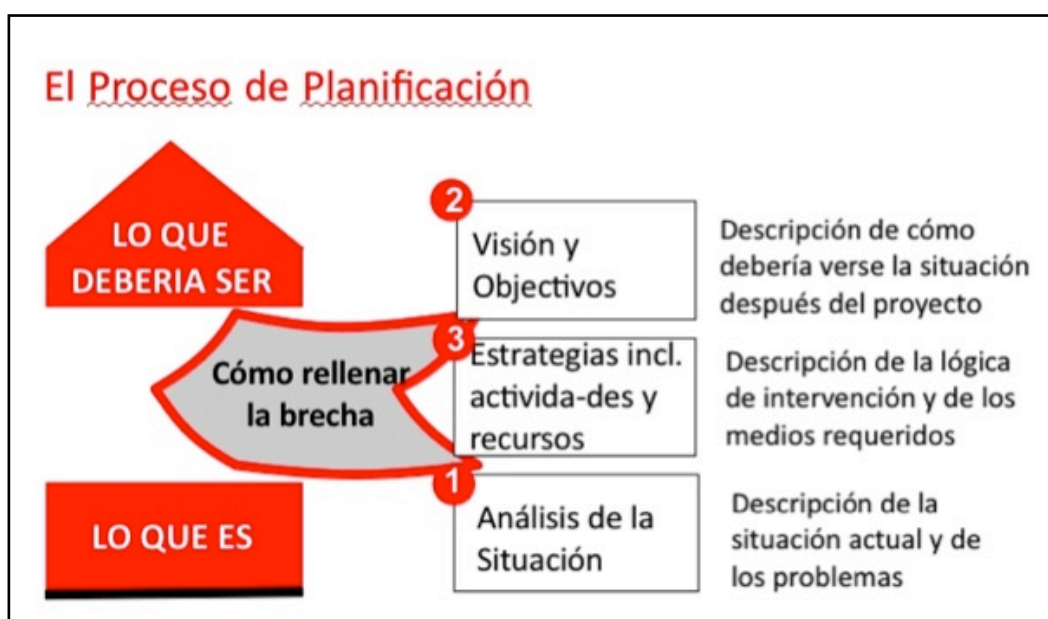 El Proceso de Planificación
LO QUE
DEBERIA SER
2
Visión y
Objectivos
Descripción de cómo
debería verse la situación
después del proyecto
Cómo rellenar
la brecha
3
Estrategias incl.
activida-des y
recursos
Descripción de la lógica
de intervención y de los
medios requeridos
LO QUE ES
1
Análisis de la
Situación
Descripción de la
situación actual y de
los problemas